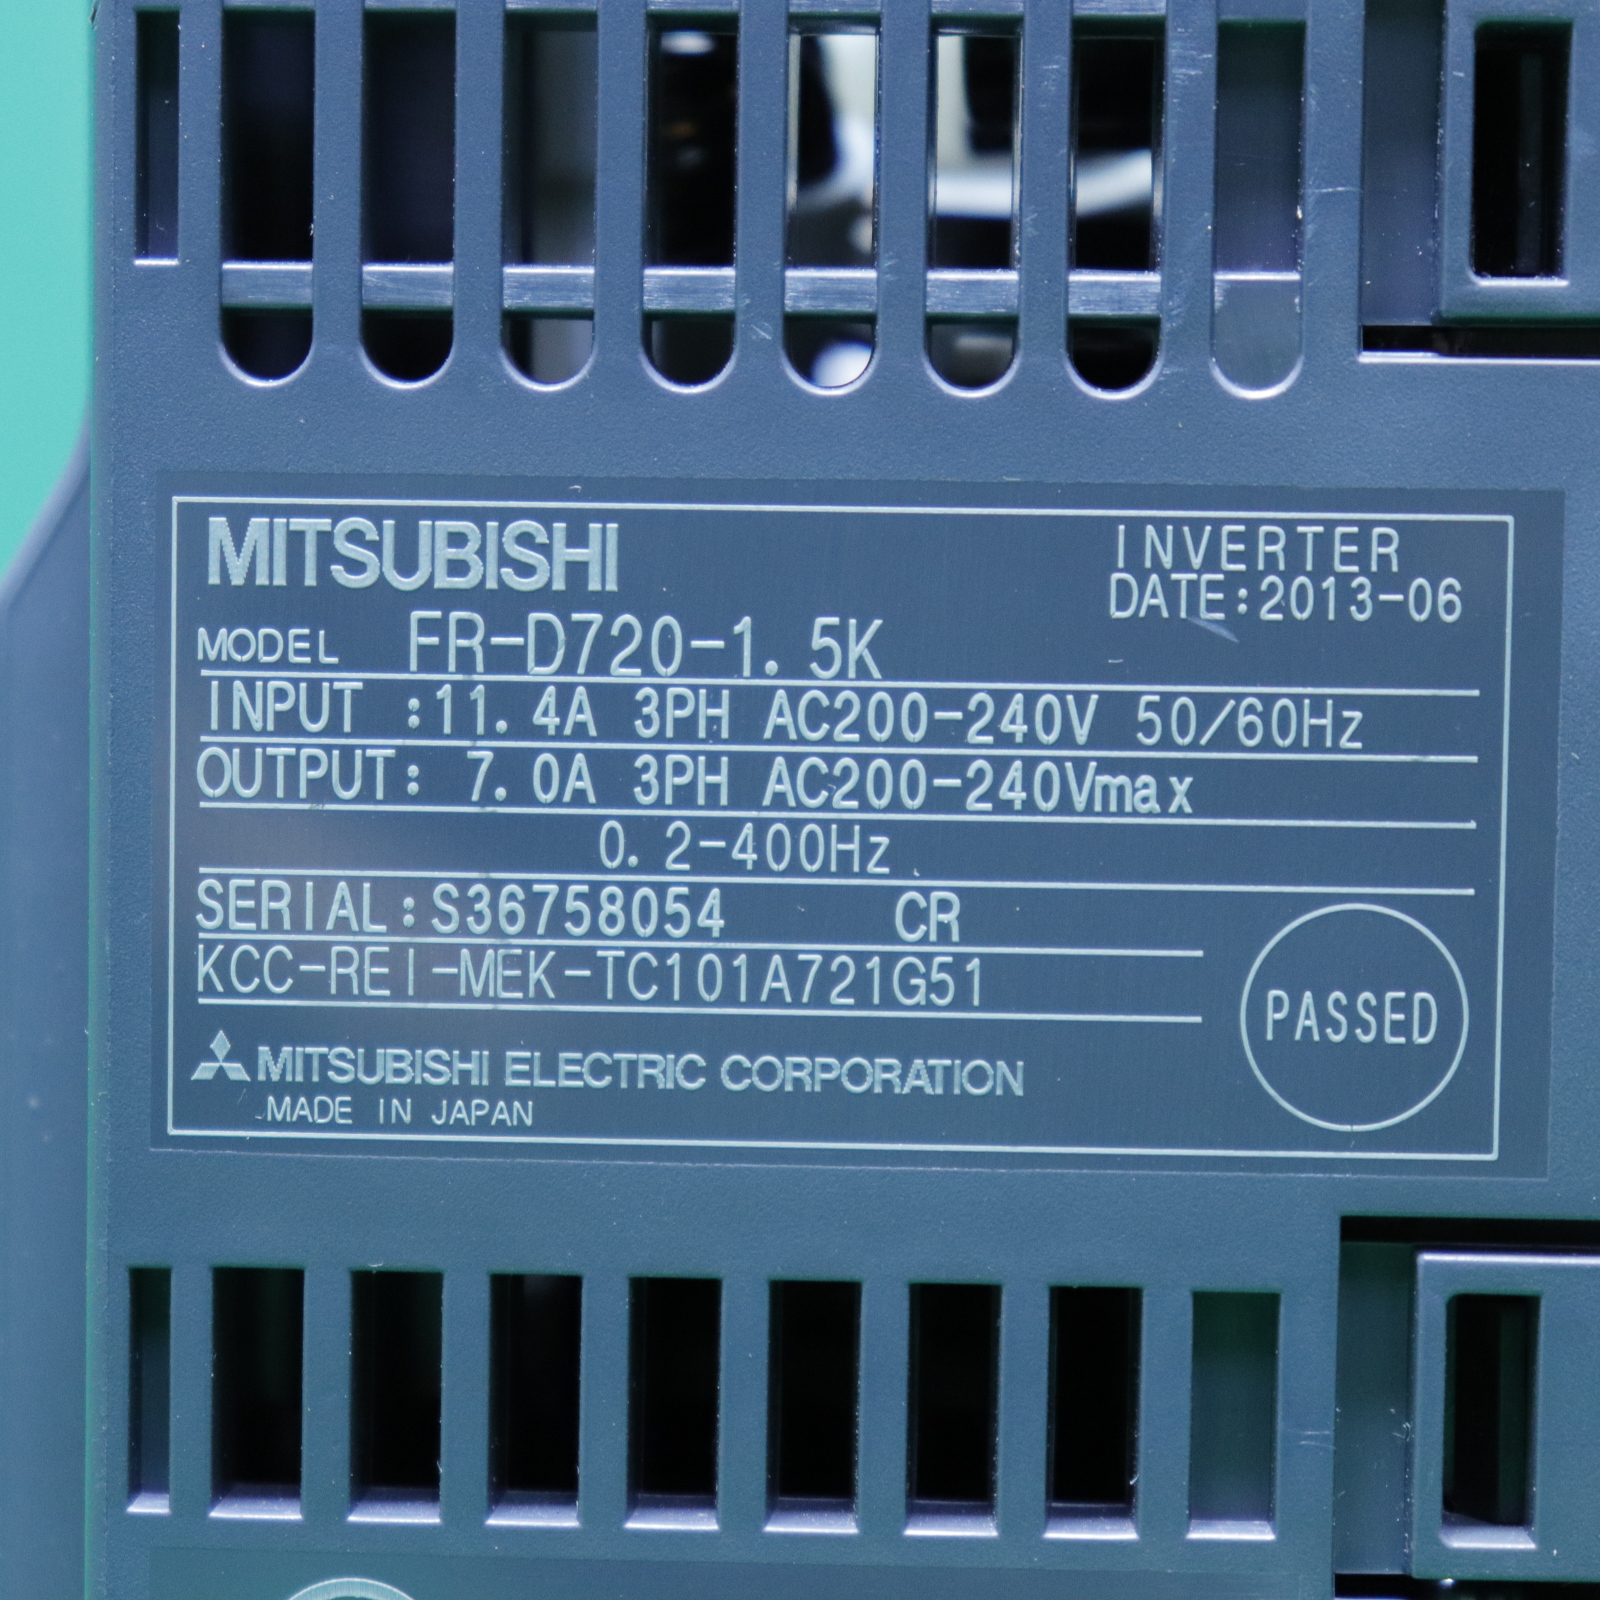 MITSUBISHI
INVERTER
DATE:2013-06
MODEL FR-D720-1.5K
INPUT :11.4A 3PH AC200-240V 50/60Hz
OUTPUT: 7.0A 3PH AC200-240Vmax
0.2-400Hz
SERIAL:S36758054 CR
KCC-REI-MEK-TC101A721G51
PASSED
MITSUBISHI ELECTRIC CORPORATION
MADE IN JAPAN